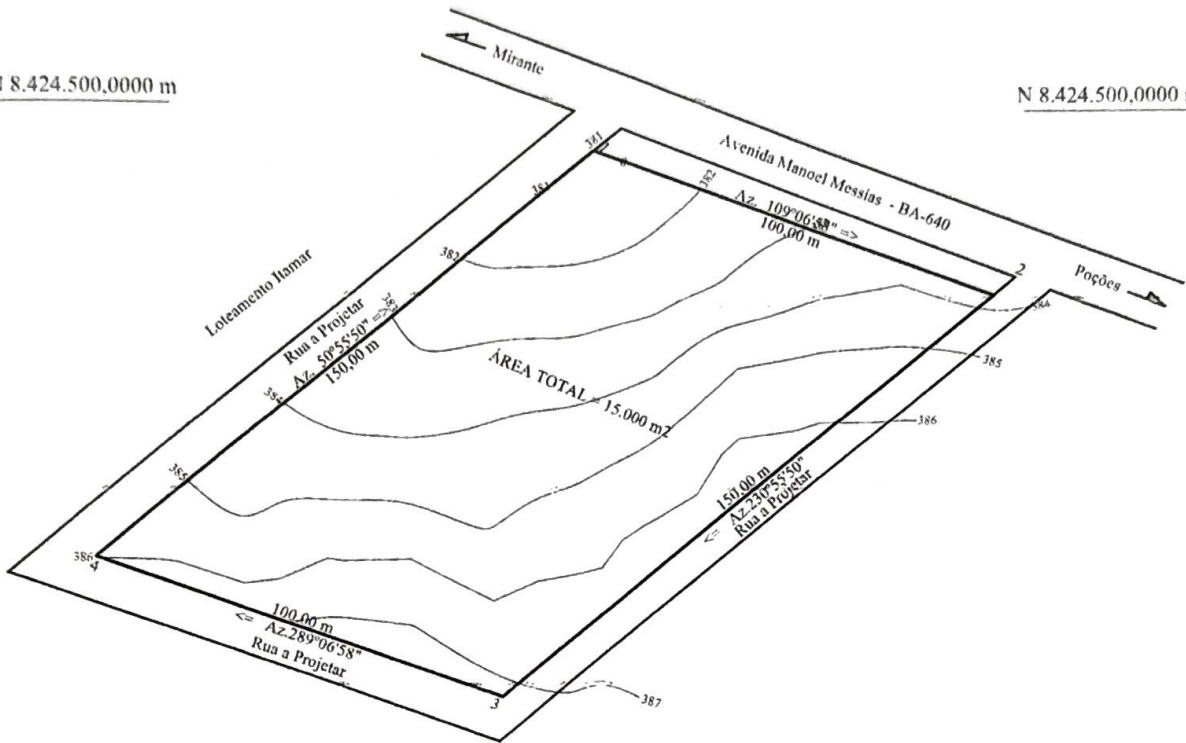 N 8.424.500,0000 m
N 8.424.500,0000
Mirante
Avenida Manoel Messias - BA-640
Poções
381
381
382
Az. 109°06'58" =>
100,00 m
2
384
382
383
Loteamento Itamar
Rua a Projetar
Az. 50°55'50" =>
150,00 m
ÁREA TOTAL = 15.000 m2
385
386
384
385
150,00 m
<= Az.230°55'50"
Rua a Projetar
386
4
100,00 m
<= Az.289°06'58"
Rua a Projetar
3
387